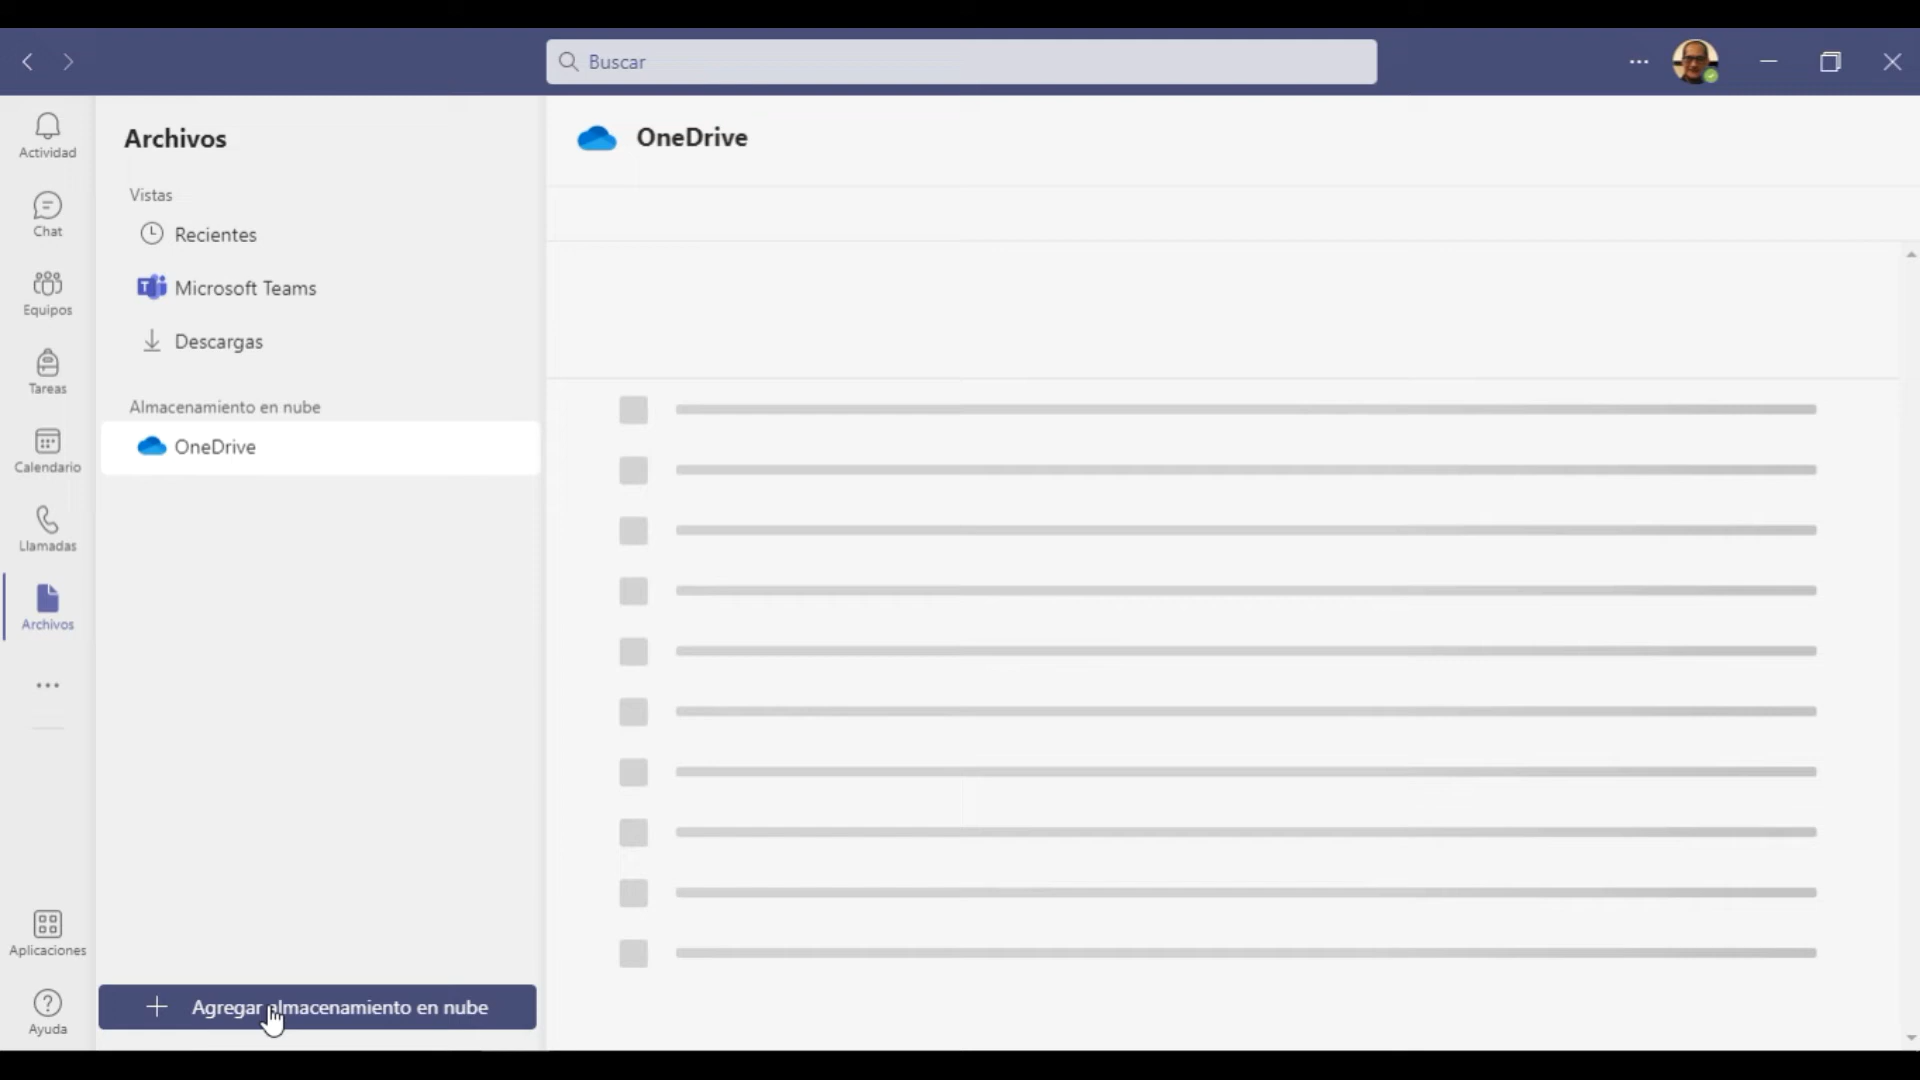 Buscar
Actividad
Chat
Equipos
Tareas
Calendario
Llamadas
Archivos
Aplicaciones
Ayuda
Archivos
Vistas
Recientes
Microsoft Teams
Descargas
Almacenamiento en nube
OneDrive
Agregar almacenamiento en nube
OneDrive